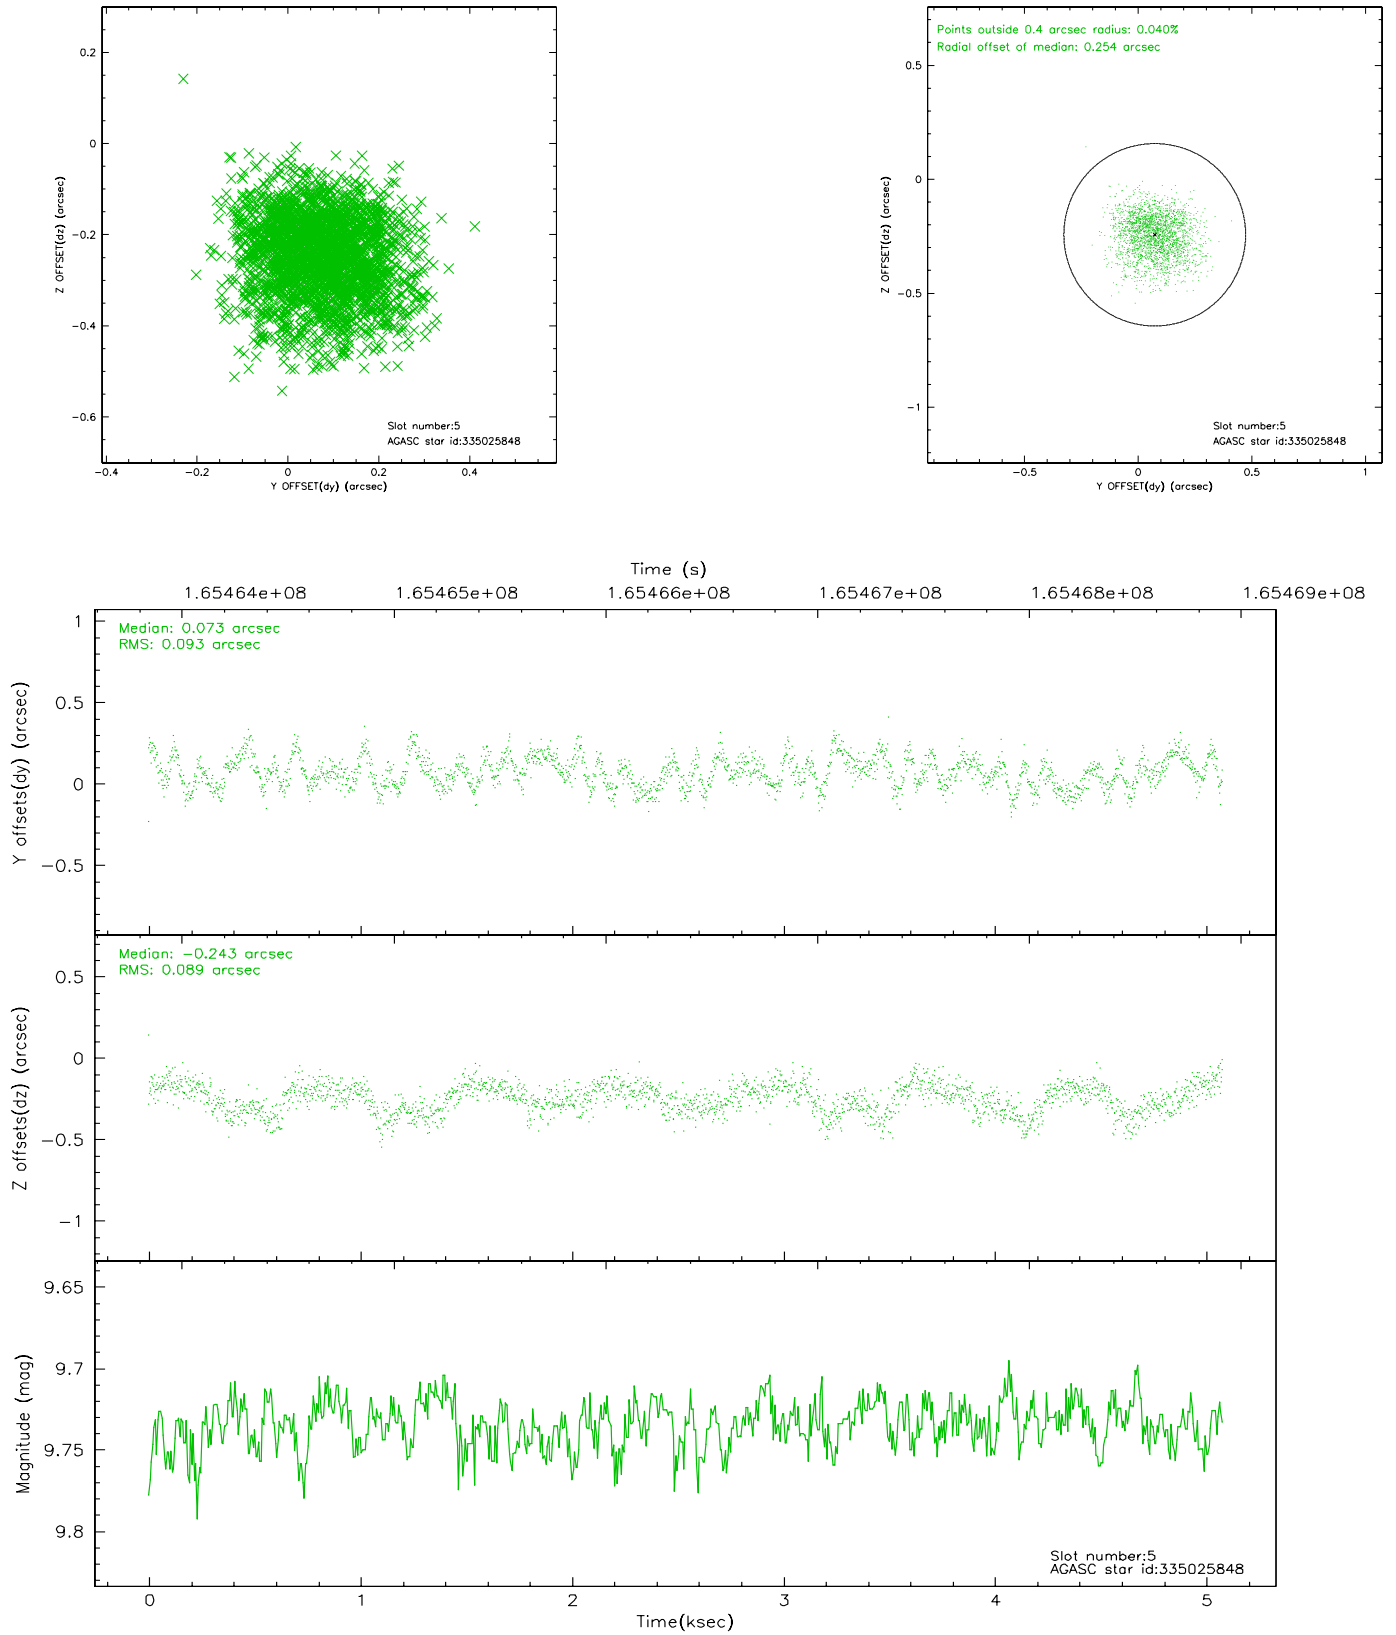 0.2
0
−0.2
−0.4
−0.6
Z OFFSET(dz) (arcsec)
Slot number:5
AGASC star id:335025848
−0.4
−0.2
0
0.2
0.4
Y OFFSET(dy) (arcsec)
Points outside 0.4 arcsec radius: 0.040%
Radial offset of median: 0.254 arcsec
0.5
0
−0.5
−1
Z OFFSET(dz) (arcsec)
Slot number:5
AGASC star id:335025848
−0.5
0
0.5
1
Y OFFSET(dy) (arcsec)
Time (s)
1.65464e+08
1.65465e+08
1.65466e+08
1.65467e+08
1.65468e+08
1.65469e+08
Median: 0.073 arcsec
RMS: 0.093 arcsec
1
0.5
0
−0.5
Y offsets(dy) (arcsec)
Median: −0.243 arcsec
RMS: 0.089 arcsec
0.5
0
−0.5
−1
Z offsets(dz) (arcsec)
9.65
9.7
9.75
9.8
Magnitude (mag)
Slot number:5
AGASC star id:335025848
0
1
2
3
4
5
Time(ksec)